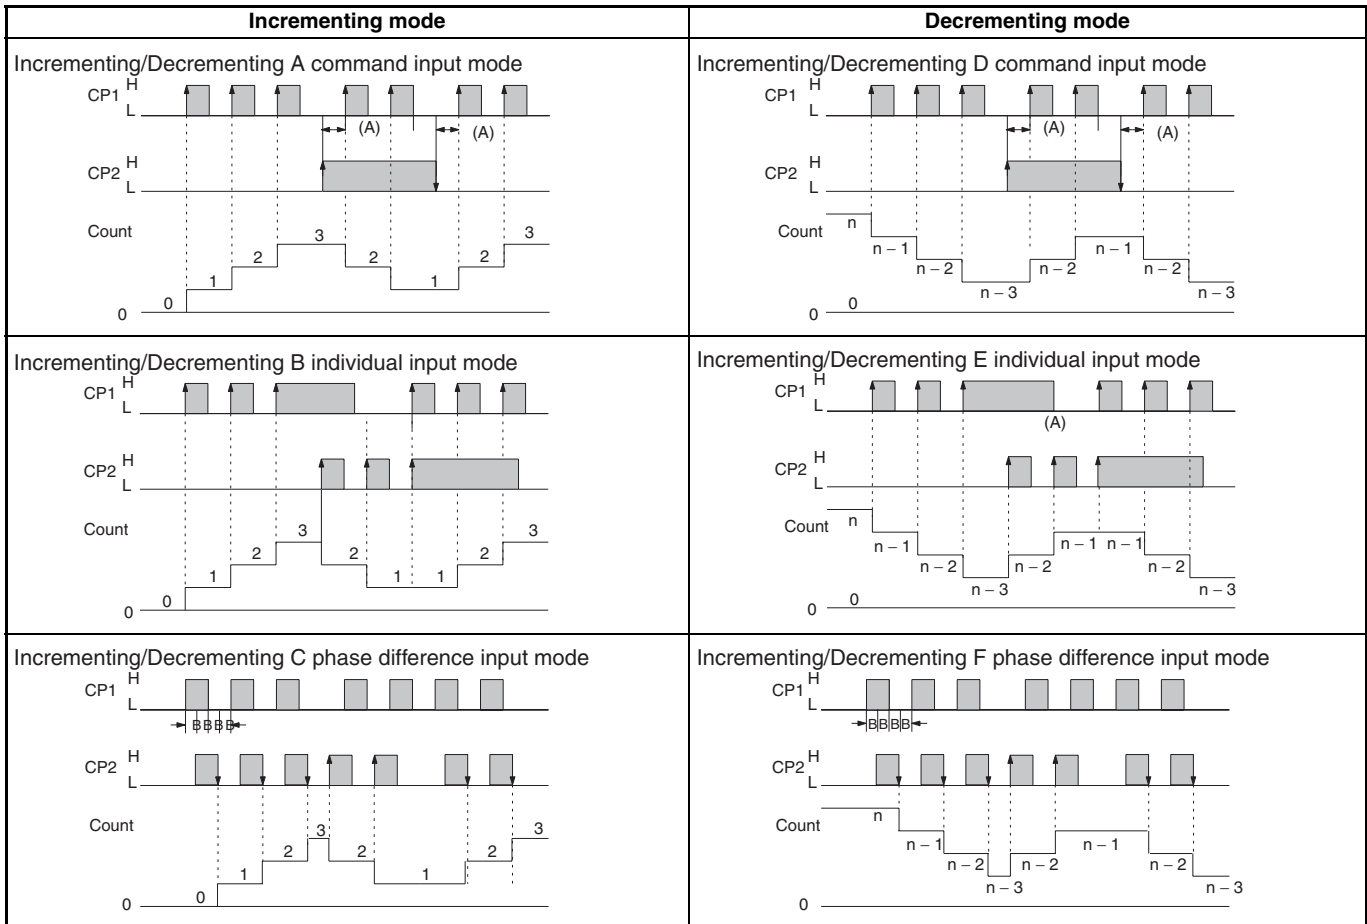 Incrementing mode
Decrementing mode
Incrementing/Decrementing A command input mode
CP1 H
L
(A) (A)
CP2 H
L
Count
0 1 2 3 2 1 2 3
0
Incrementing/Decrementing D command input mode
CP1 H
L
(A) (A)
CP2 H
L
Count
n n − 1 n − 2 n − 3 n − 2 n − 1 n − 2 n − 3
0
0
Incrementing/Decrementing B individual input mode
CP1 H
L
CP2 H
L
Count
0 1 2 3 2 1 1 2 3
0
Incrementing/Decrementing E individual input mode
CP1 H
L
(A)
CP2 H
L
Count
n n − 1 n − 2 n − 3 n − 2 n − 1 n − 1 n − 2 n − 3
0
0
Incrementing/Decrementing C phase difference input mode
CP1 H
L
B B B B
CP2 H
L
Count
0 1 2 3 2 1 2 3
0
Incrementing/Decrementing F phase difference input mode
CP1 H
L
B B B B
CP2 H
L
Count
n n − 1 n − 2 n − 3 n − 2 n − 1 n − 2 n − 3
0